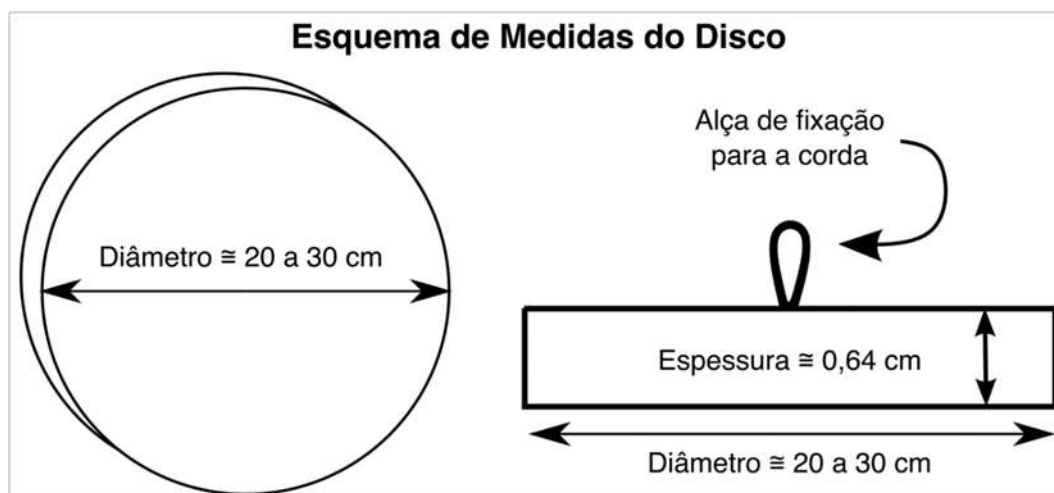 Esquema de Medidas do Disco
Diâmetro ≅ 20 a 30 cm
Alça de fixação
para a corda
Espessura ≅ 0,64 cm
Diâmetro ≅ 20 a 30 cm